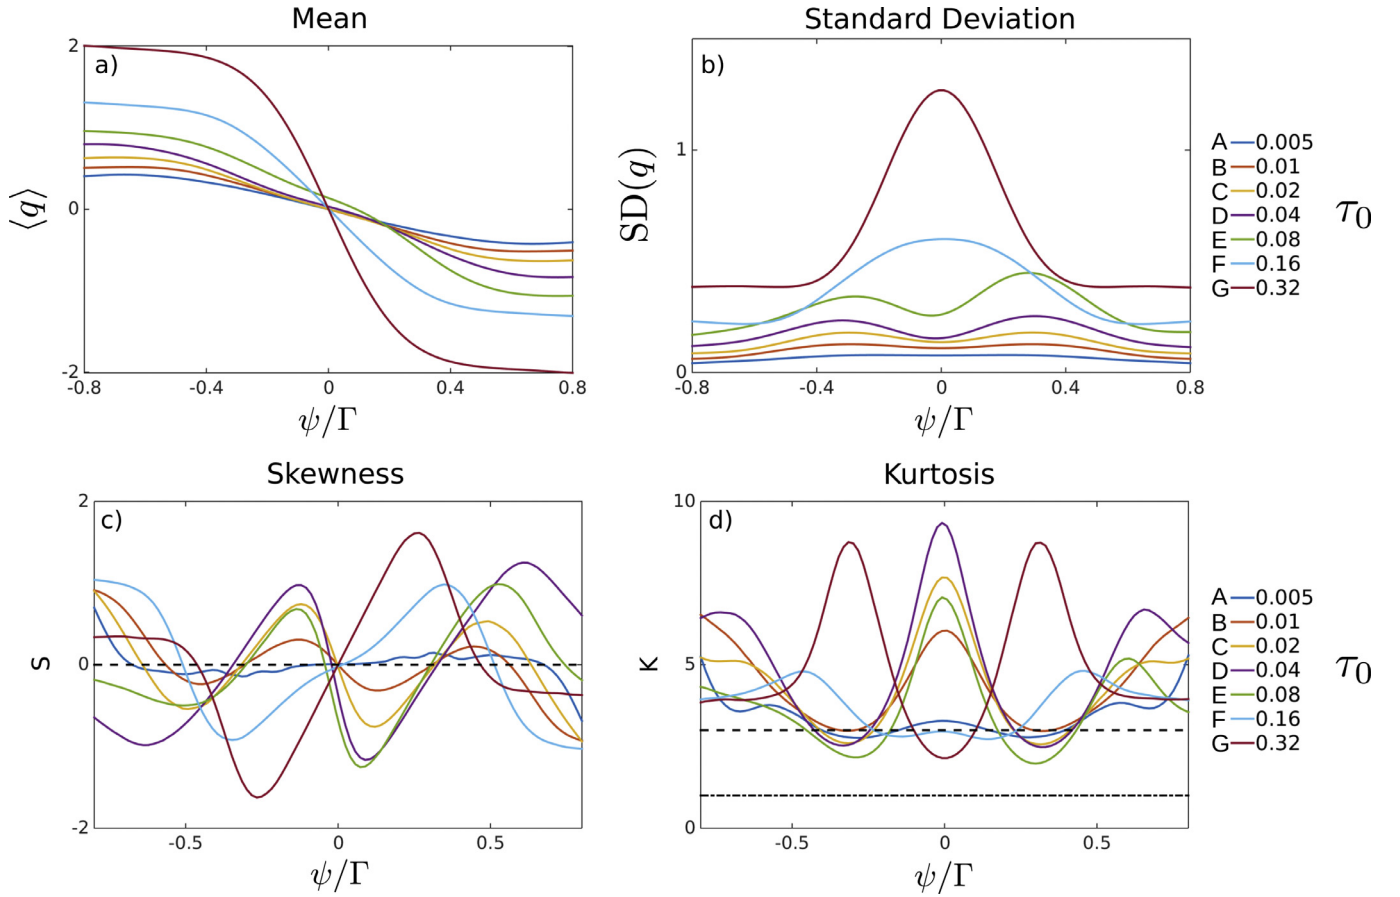 Mean
a)
⟨q⟩
2
0
-2
-0.8
-0.4
0
0.4
0.8
ψ/Γ
Standard Deviation
b)
SD(q)
1
0
-0.8
-0.4
0
0.4
0.8
ψ/Γ
A 0.005
B 0.01
C 0.02
D 0.04
E 0.08
F 0.16
G 0.32
τ0
Skewness
c)
S
2
0
-2
-0.5
0
0.5
ψ/Γ
Kurtosis
d)
K
10
5
0
-0.5
0
0.5
ψ/Γ
A 0.005
B 0.01
C 0.02
D 0.04
E 0.08
F 0.16
G 0.32
τ0